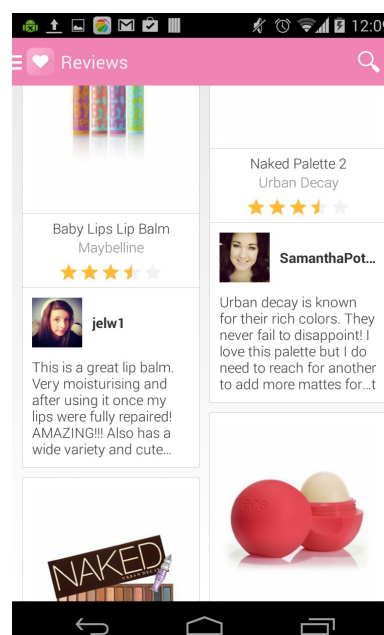 12:09
Reviews
Baby Lips Lip Balm
Maybelline
jelw1
This is a great lip balm.
Very moisturising and
after using it once my
lips were fully repaired!
AMAZING!!! Also has a
wide variety and cute...
NAKED
URBAN DECAY
Naked Palette 2
Urban Decay
SamanthaPot...
Urban decay is known
for their rich colors. They
never fail to disappoint! I
love this palette but I do
need to reach for another
to add more mattes for...t
eos